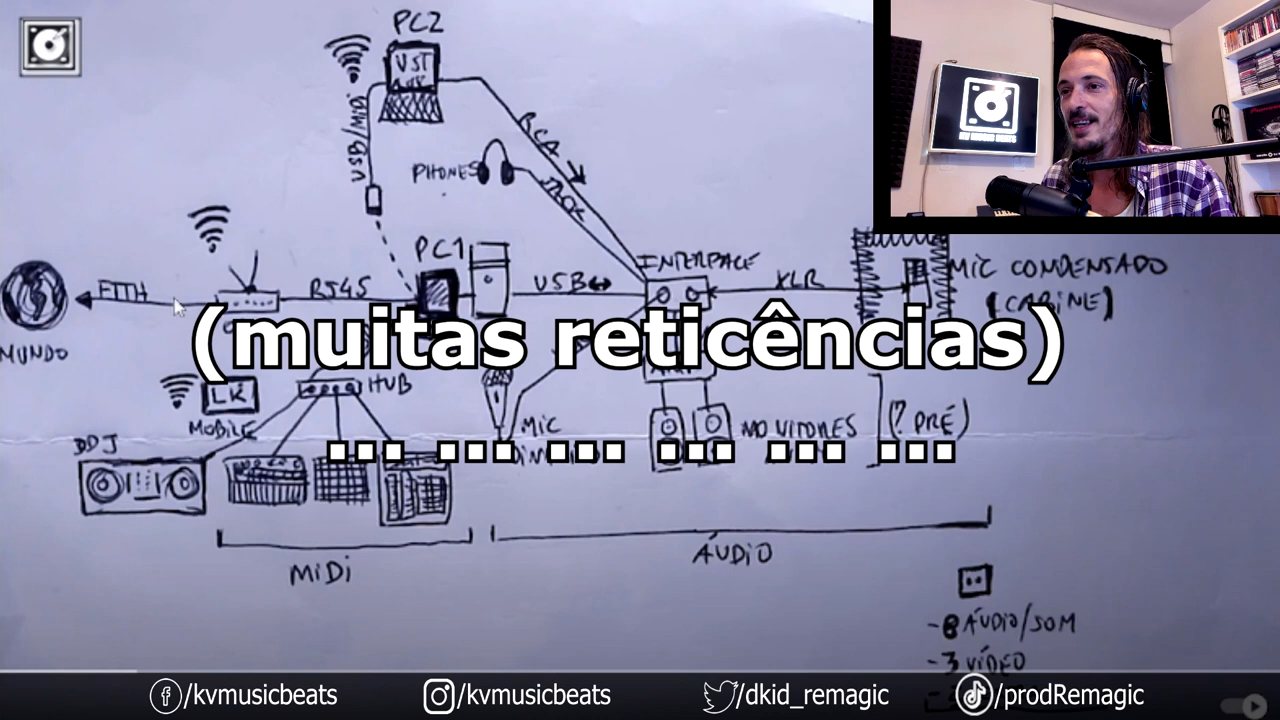 PC2
VST
USB/MIDI
RCA
PHONES
JACK
PC1
FTTH
RJ45
USB
INTERFACE
XLR
MIC CONDENSADO
(CABINE)
MUNDO
(muitas reticências)
HUB
LK
MOBILE
DDJ
MIC
MONITORES
(? PRÉ)
... ... ... ... ... ...
MIDI
ÁUDIO
- 8 ÁUDIO/SOM
- 3 VÍDEO
/kvmusicbeats
/kvmusicbeats
/dkid_remagic
/prodRemagic